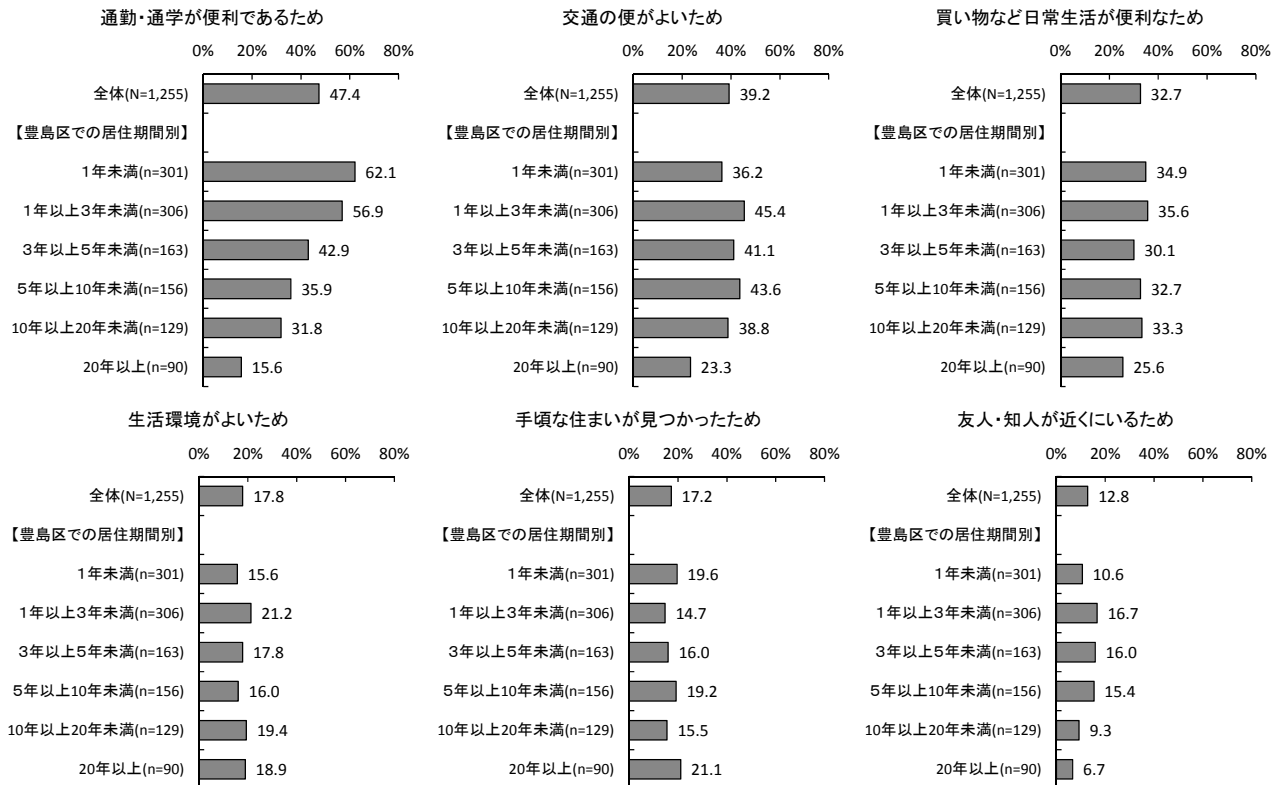 通勤・通学が便利であるため
0% 20% 40% 60% 80%
全体(N=1,255) 47.4
【豊島区での居住期間別】
1年未満(n=301) 62.1
1年以上3年未満(n=306) 56.9
3年以上5年未満(n=163) 42.9
5年以上10年未満(n=156) 35.9
10年以上20年未満(n=129) 31.8
20年以上(n=90) 15.6
交通の便がよいため
0% 20% 40% 60% 80%
全体(N=1,255) 39.2
【豊島区での居住期間別】
1年未満(n=301) 36.2
1年以上3年未満(n=306) 45.4
3年以上5年未満(n=163) 41.1
5年以上10年未満(n=156) 43.6
10年以上20年未満(n=129) 38.8
20年以上(n=90) 23.3
買い物など日常生活が便利なため
0% 20% 40% 60% 80%
全体(N=1,255) 32.7
【豊島区での居住期間別】
1年未満(n=301) 34.9
1年以上3年未満(n=306) 35.6
3年以上5年未満(n=163) 30.1
5年以上10年未満(n=156) 32.7
10年以上20年未満(n=129) 33.3
20年以上(n=90) 25.6
生活環境がよいため
0% 20% 40% 60% 80%
全体(N=1,255) 17.8
【豊島区での居住期間別】
1年未満(n=301) 15.6
1年以上3年未満(n=306) 21.2
3年以上5年未満(n=163) 17.8
5年以上10年未満(n=156) 16.0
10年以上20年未満(n=129) 19.4
20年以上(n=90) 18.9
手頃な住まいが見つかったため
0% 20% 40% 60% 80%
全体(N=1,255) 17.2
【豊島区での居住期間別】
1年未満(n=301) 19.6
1年以上3年未満(n=306) 14.7
3年以上5年未満(n=163) 16.0
5年以上10年未満(n=156) 19.2
10年以上20年未満(n=129) 15.5
20年以上(n=90) 21.1
友人・知人が近くにいるため
0% 20% 40% 60% 80%
全体(N=1,255) 12.8
【豊島区での居住期間別】
1年未満(n=301) 10.6
1年以上3年未満(n=306) 16.7
3年以上5年未満(n=163) 16.0
5年以上10年未満(n=156) 15.4
10年以上20年未満(n=129) 9.3
20年以上(n=90) 6.7